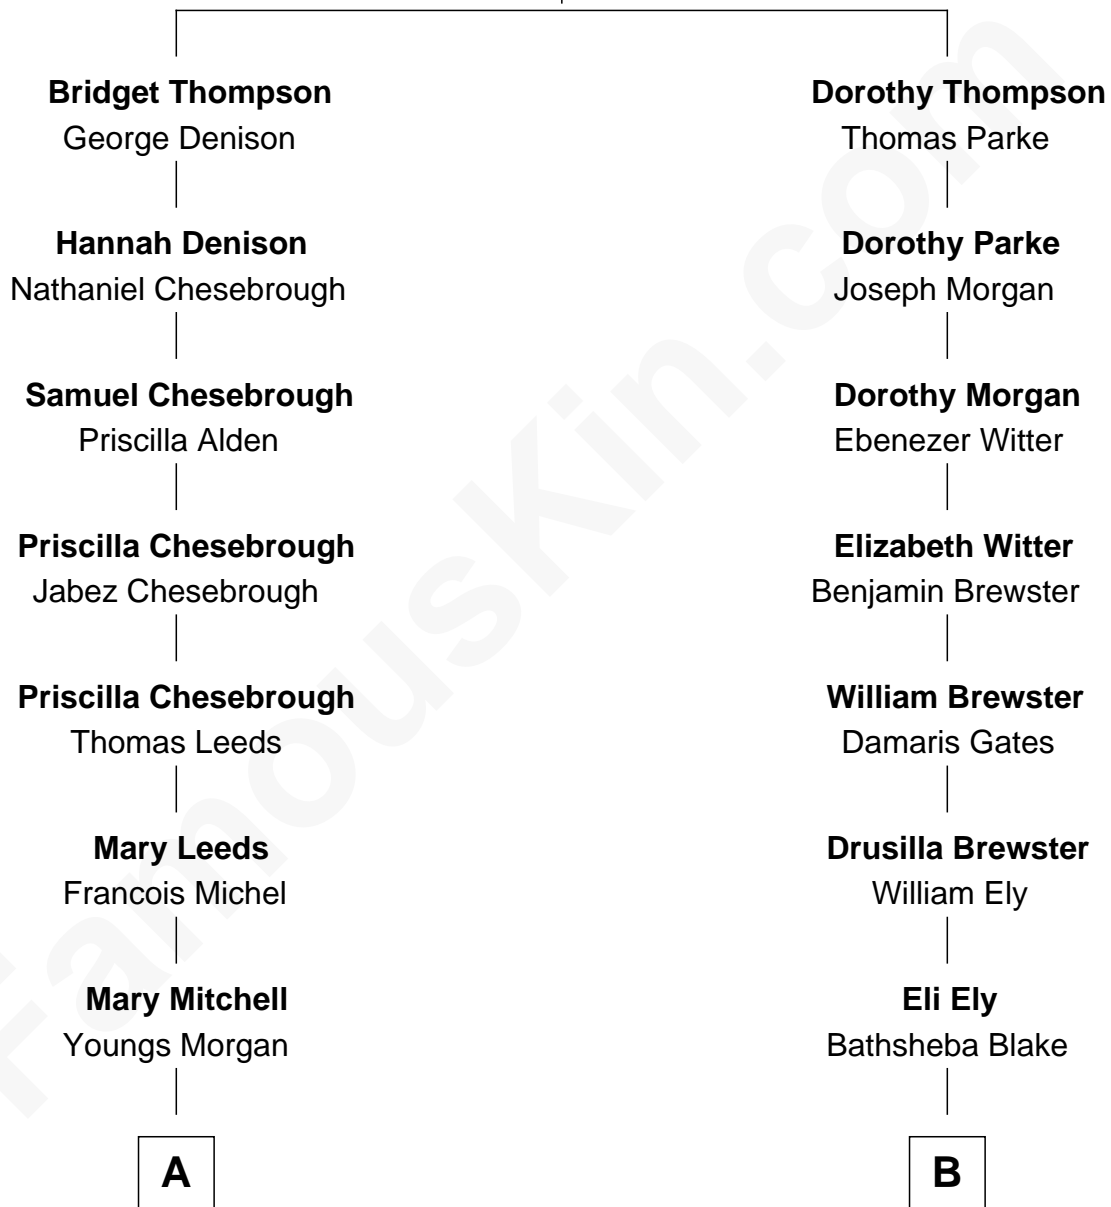 Bridget Thompson
George Denison
Hannah Denison
Nathaniel Chesebrough
Samuel Chesebrough
Priscilla Alden
Priscilla Chesebrough
Jabez Chesebrough
Priscilla Chesebrough
Thomas Leeds
Mary Leeds
Francois Michel
Mary Mitchell
Youngs Morgan
A
Dorothy Thompson
Thomas Parke
Dorothy Parke
Joseph Morgan
Dorothy Morgan
Ebenezer Witter
Elizabeth Witter
Benjamin Brewster
William Brewster
Damaris Gates
Drusilla Brewster
William Ely
Eli Ely
Bathsheba Blake
B
FamousKin.com